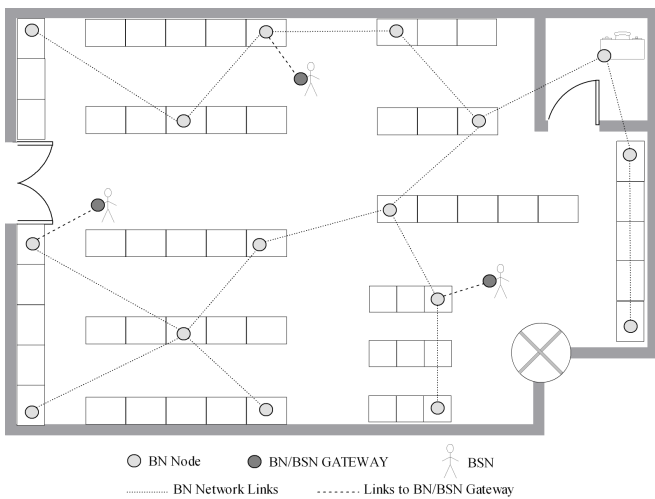 BN Node
BN/BSN GATEWAY
BSN
BN Network Links
Links to BN/BSN Gateway